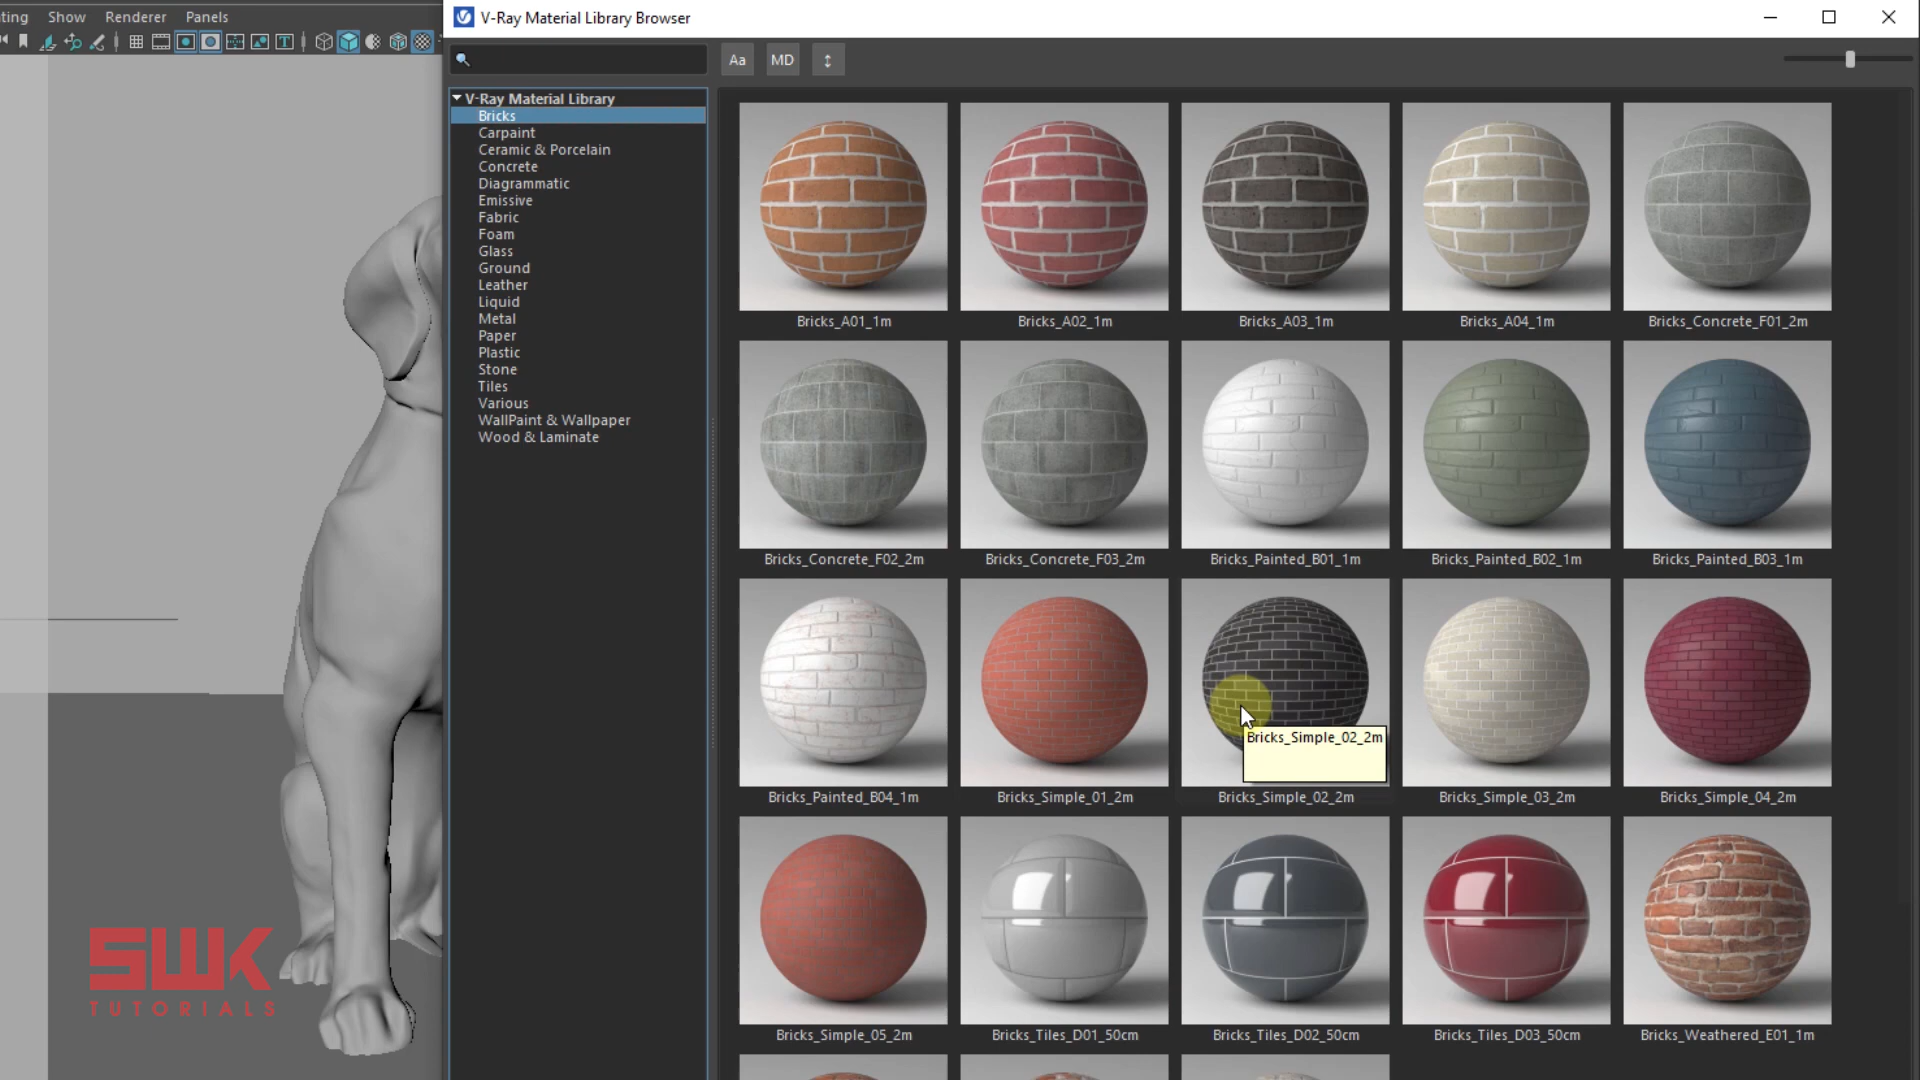 ting Show Renderer Panels
V-Ray Material Library Browser
Aa MD
V-Ray Material Library
Bricks
Carpaint
Ceramic & Porcelain
Concrete
Diagrammatic
Emissive
Fabric
Foam
Glass
Ground
Leather
Liquid
Metal
Paper
Plastic
Stone
Tiles
Various
WallPaint & Wallpaper
Wood & Laminate
Bricks_A01_1m Bricks_A02_1m Bricks_A03_1m Bricks_A04_1m Bricks_Concrete_F01_2m
Bricks_Concrete_F02_2m Bricks_Concrete_F03_2m Bricks_Painted_B01_1m Bricks_Painted_B02_1m Bricks_Painted_B03_1m
Bricks_Simple_02_2m
Bricks_Painted_B04_1m Bricks_Simple_01_2m Bricks_Simple_02_2m Bricks_Simple_03_2m Bricks_Simple_04_2m
Bricks_Simple_05_2m Bricks_Tiles_D01_50cm Bricks_Tiles_D02_50cm Bricks_Tiles_D03_50cm Bricks_Weathered_E01_1m
SWK
TUTORIALS